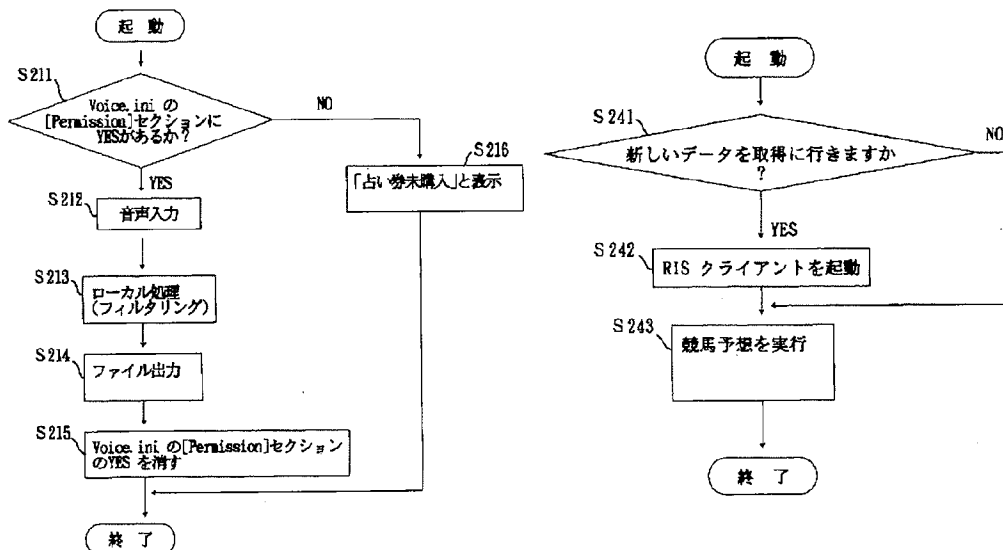 起 動
S211
Voice.ini の
[Permission]セクションに
YESがあるか?
NO
YES
S216
「占い券未購入」と表示
S212
音声入力
S213
ローカル処理
(フィルタリング)
S214
ファイル出力
S215
Voice.ini の[Permission]セクション
のYES を消す
終 了
起 動
S241
新しいデータを取得に行きますか
?
NO
YES
S242
RIS クライアントを起動
S243
競馬予想を実行
終 了